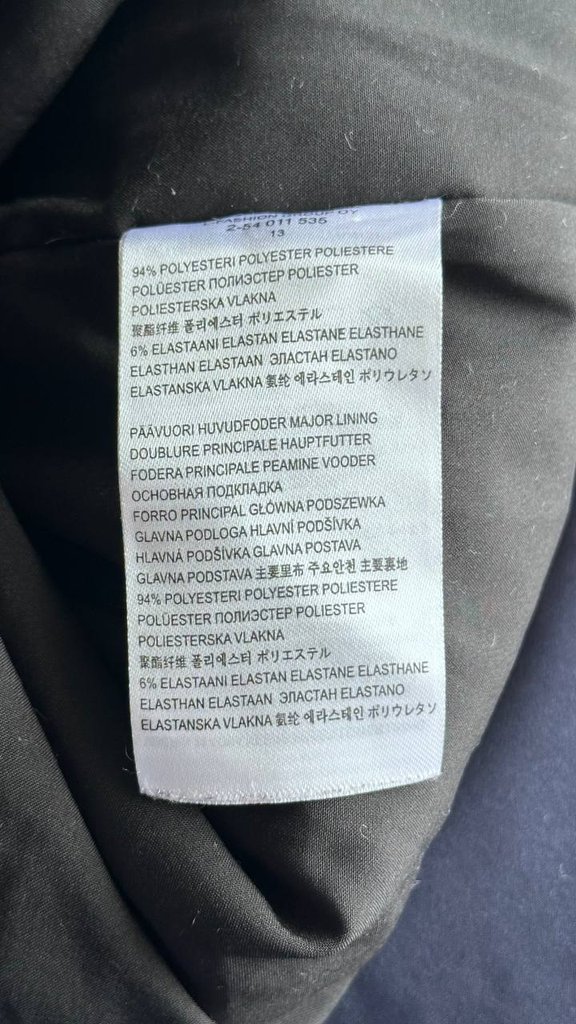 FASHION GROUP OY
2-54 011 535
13
94% POLYESTERI POLYESTER POLIESTERE
POLÜESTER ПОЛИЭСТЕР POLIESTER
POLIESTERSKA VLAKNA
聚酯纤维 폴리에스터 ポリエステル
6% ELASTAANI ELASTAN ELASTANE ELASTHANE
ELASTHAN ELASTAAN ЭЛАСТАН ELASTANO
ELASTANSKA VLAKNA 氨纶 에라스테인 ポリウレタン
PÄÄVUORI HUVUDFODER MAJOR LINING
DOUBLURE PRINCIPALE HAUPTFUTTER
FODERA PRINCIPALE PEAMINE VOODER
ОСНОВНАЯ ПОДКЛАДКА
FORRO PRINCIPAL GŁÓWNA PODSZEWKA
GLAVNA PODLOGA HLAVNÍ PODŠÍVKA
HLAVNÁ PODŠÍVKA GLAVNA POSTAVA
GLAVNA PODSTAVA 主要里布 주요안천 主要裏地
94% POLYESTERI POLYESTER POLIESTERE
POLÜESTER ПОЛИЭСТЕР POLIESTER
POLIESTERSKA VLAKNA
聚酯纤维 폴리에스터 ポリエステル
6% ELASTAANI ELASTAN ELASTANE ELASTHANE
ELASTHAN ELASTAAN ЭЛАСТАН ELASTANO
ELASTANSKA VLAKNA 氨纶 에라스테인 ポリウレタン